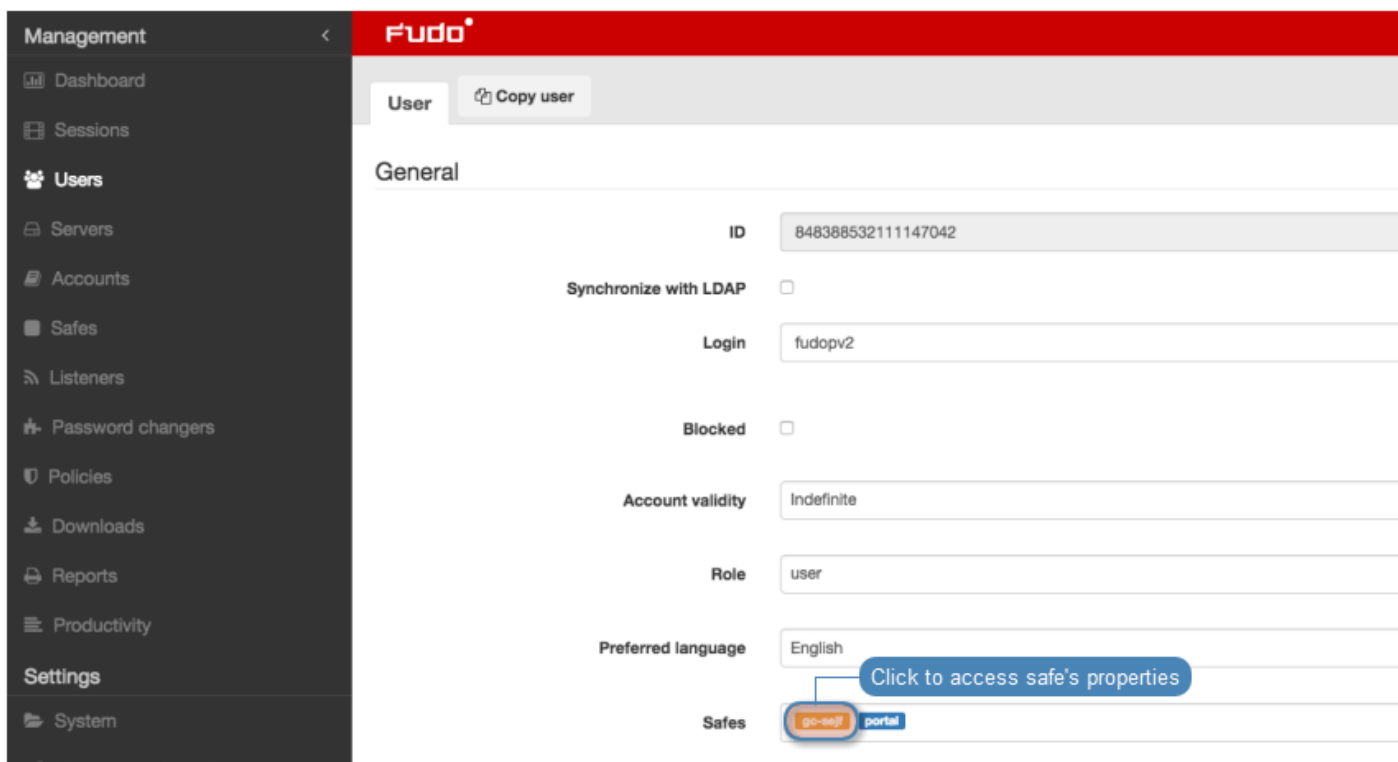 Management
Fudo
Dashboard
User
Copy user
Sessions
General
Users
Servers
ID
848388532111147042
Accounts
Synchronize with LDAP
Safes
Login
fudopv2
Listeners
Password changers
Blocked
Policies
Account validity
Indefinite
Downloads
Reports
Role
user
Productivity
Preferred language
English
Settings
Click to access safe's properties
System
Safes
go-sejf
portal